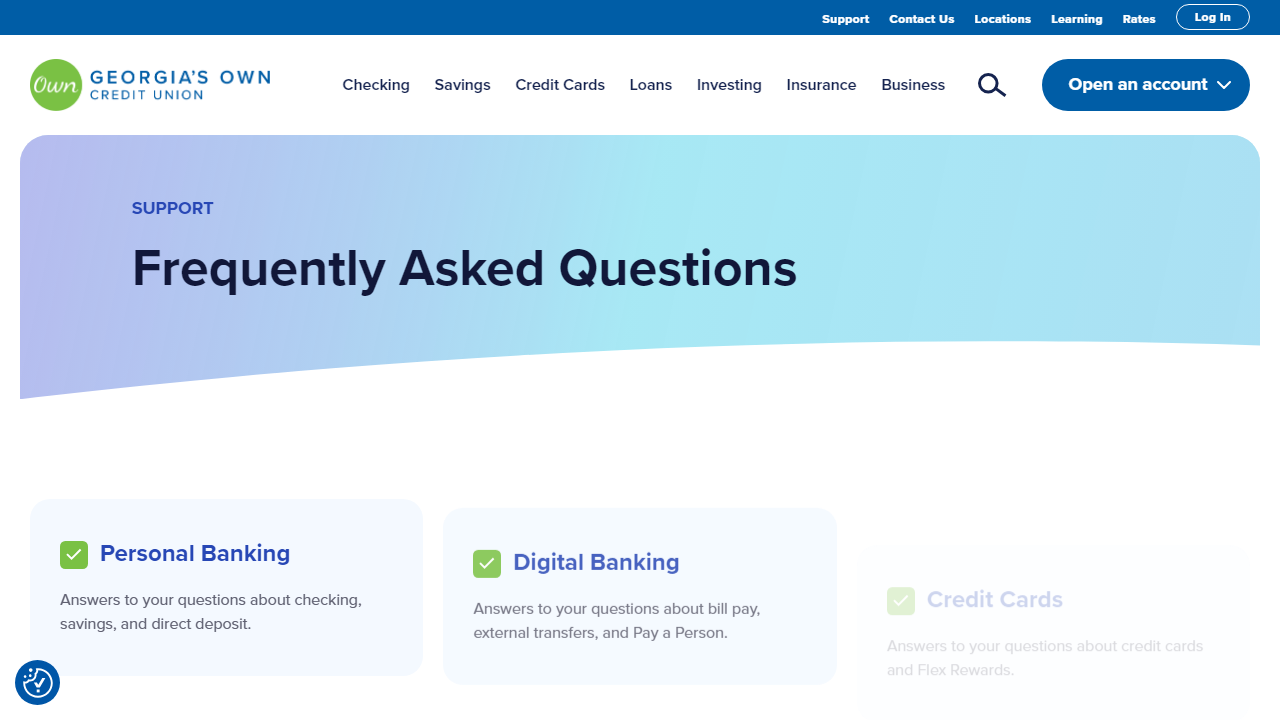 Support Contact Us Locations Learning Rates Log In
Own GEORGIA'S OWN
CREDIT UNION
Checking Savings Credit Cards Loans Investing Insurance Business
Open an account
SUPPORT
Frequently Asked Questions
Personal Banking
Answers to your questions about checking,
savings, and direct deposit.
Digital Banking
Answers to your questions about bill pay,
external transfers, and Pay a Person.
Credit Cards
Answers to your questions about credit cards
and Flex Rewards.